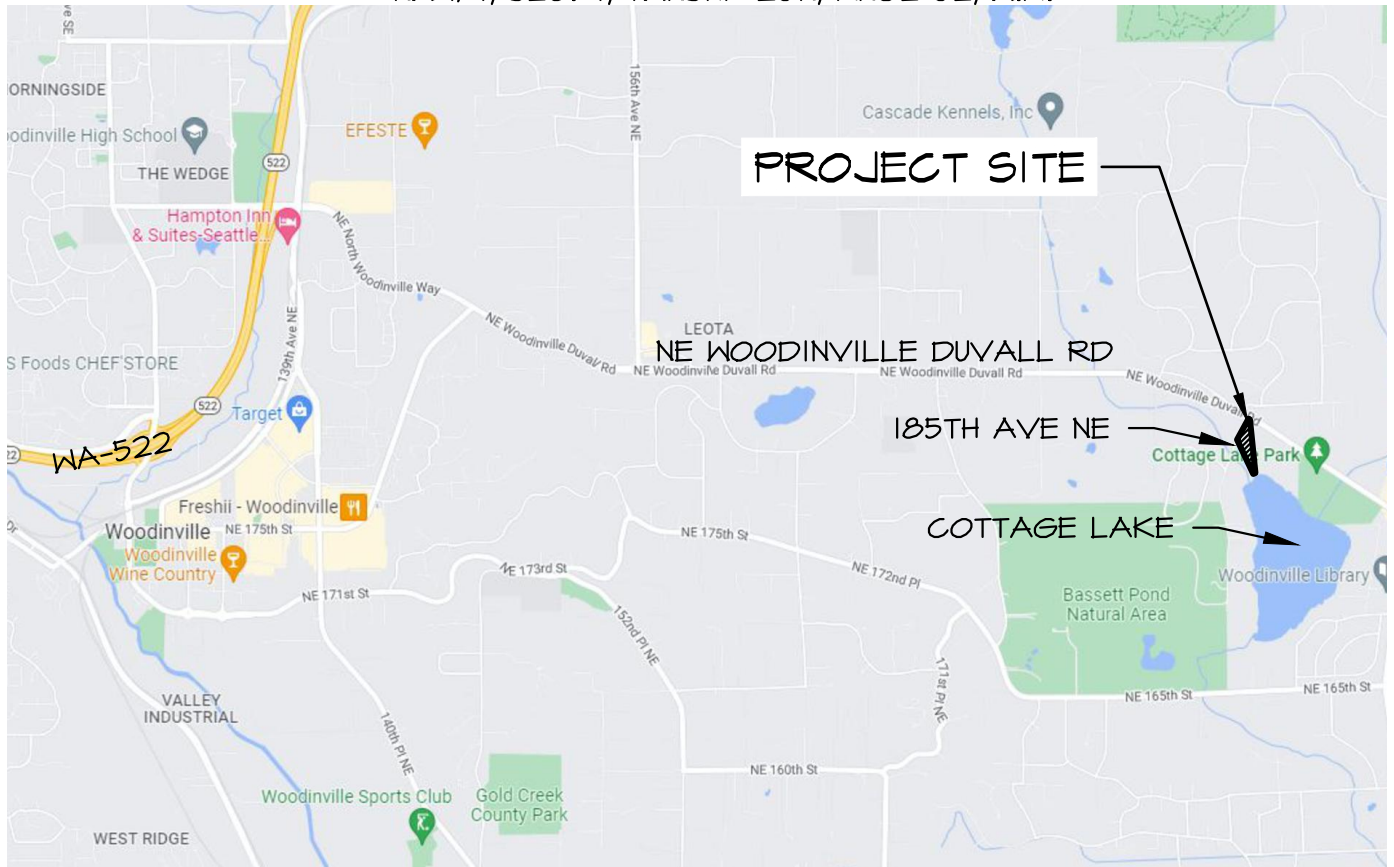 SE
ORNINGSIDE
oodinville High School
THE WEDGE
522
EFESTE
Hampton Inn
& Suites-Seattle...
156th Ave NE
Cascade Kennels, Inc
PROJECT SITE
NE North Woodinville Way
139th Ave NE
NE Woodinville Duvall Rd
LEOTA
NE WOODINVILLE DUVALL RD
NE Woodinville Duvall Rd
NE Woodinville Duvall Rd
NE Woodinville Duvall Rd
S Foods CHEF'STORE
522
Target
WA-522
22
185TH AVE NE
Cottage Lake Park
Freshii - Woodinville
Woodinville
NE 175th St
Woodinville
Wine Country
NE 171st St
NE 173rd St
NE 175th St
NE 172nd Pl
COTTAGE LAKE
Woodinville Library
Bassett Pond
Natural Area
152nd Pl NE
171st Pl NE
NE 165th St
NE 165th St
VALLEY
INDUSTRIAL
140th Pl NE
NE 160th St
Woodinville Sports Club
Gold Creek
County Park
WEST RIDGE